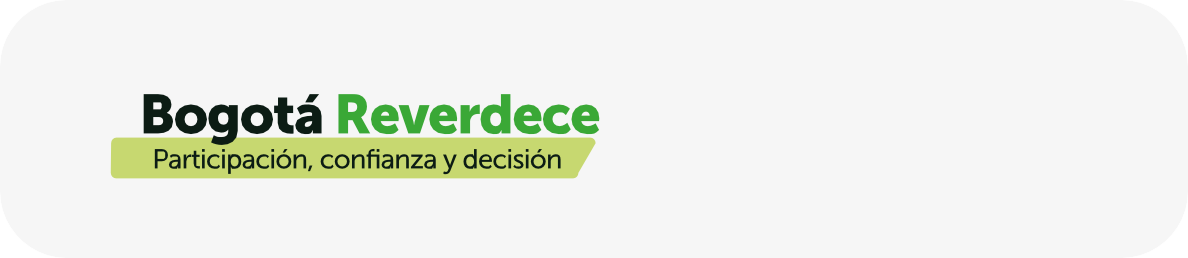 Bogotá Reverdece
Participación, confianza y decisión